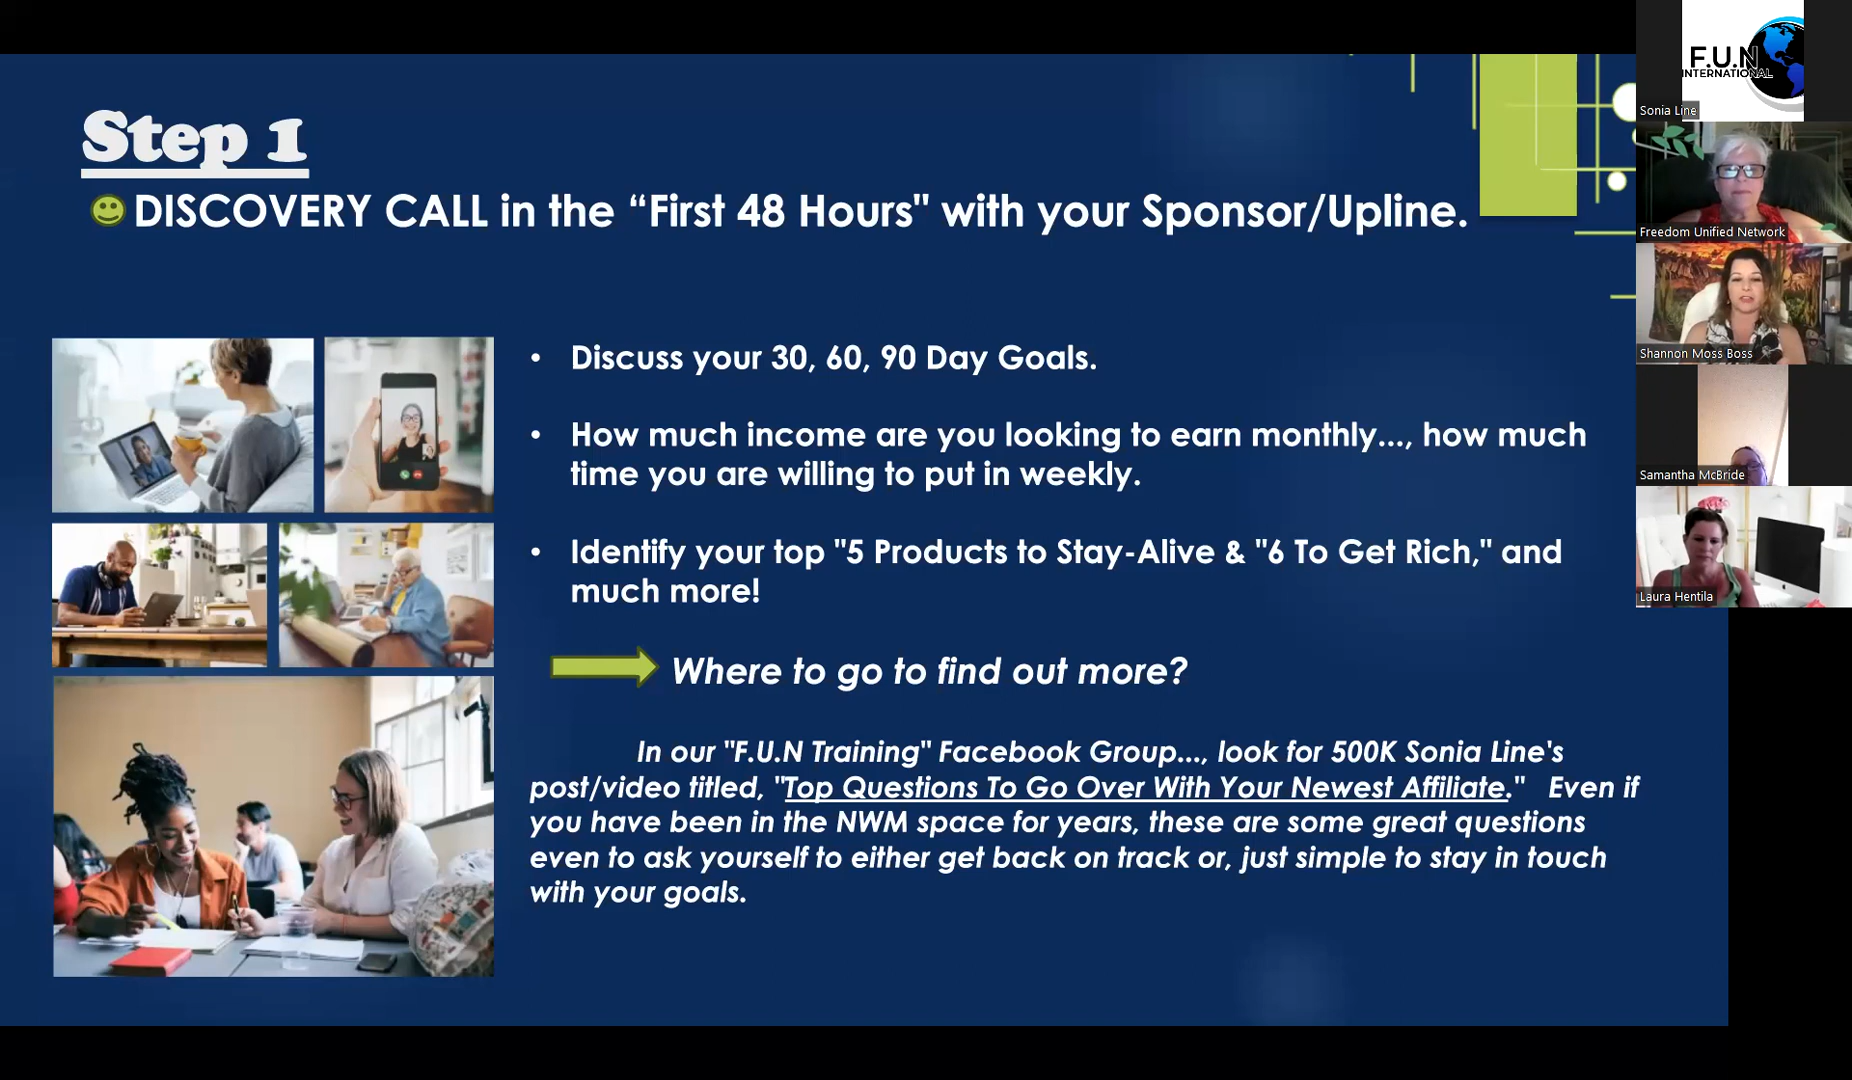 Step 1
DISCOVERY CALL in the “First 48 Hours" with your Sponsor/Upline.
• Discuss your 30, 60, 90 Day Goals.
• How much income are you looking to earn monthly..., how much
time you are willing to put in weekly.
• Identify your top "5 Products to Stay-Alive & "6 To Get Rich," and
much more!
Where to go to find out more?
In our "F.U.N Training" Facebook Group..., look for 500K Sonia Line's
post/video titled, "Top Questions To Go Over With Your Newest Affiliate." Even if
you have been in the NWM space for years, these are some great questions
even to ask yourself to either get back on track or, just simple to stay in touch
with your goals.
F.U.N
INTERNATIONAL
Sonia Line
Freedom Unified Network
Shannon Moss Boss
Samantha McBride
Laura Hentila